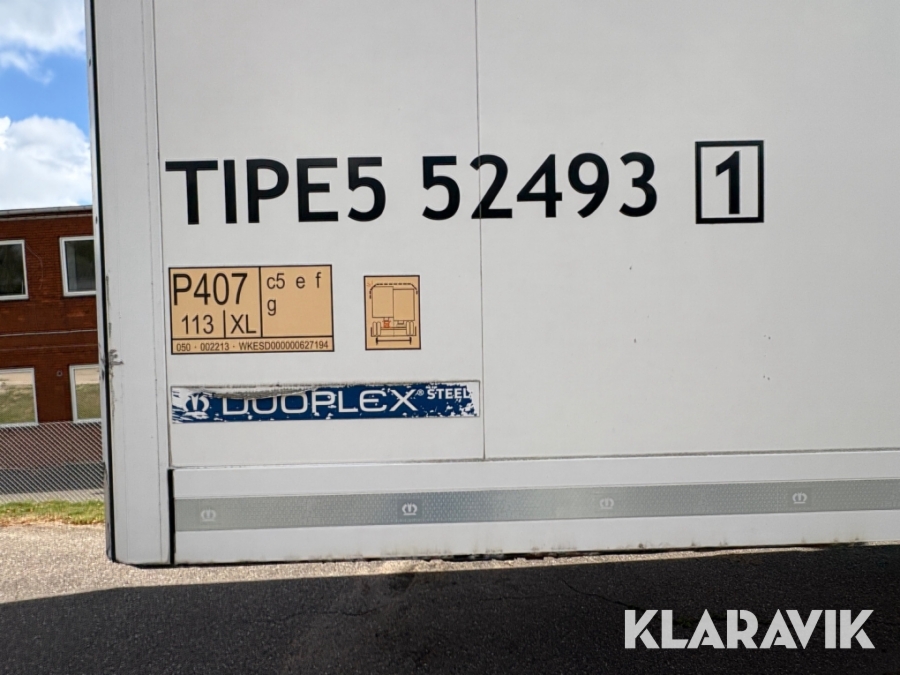 TIPE5 52493 1
P407 c5 e f
g
113 XL
050 · 002213 · WKESD000000627194
DUOPLEX® STEEL
KLARAVIK